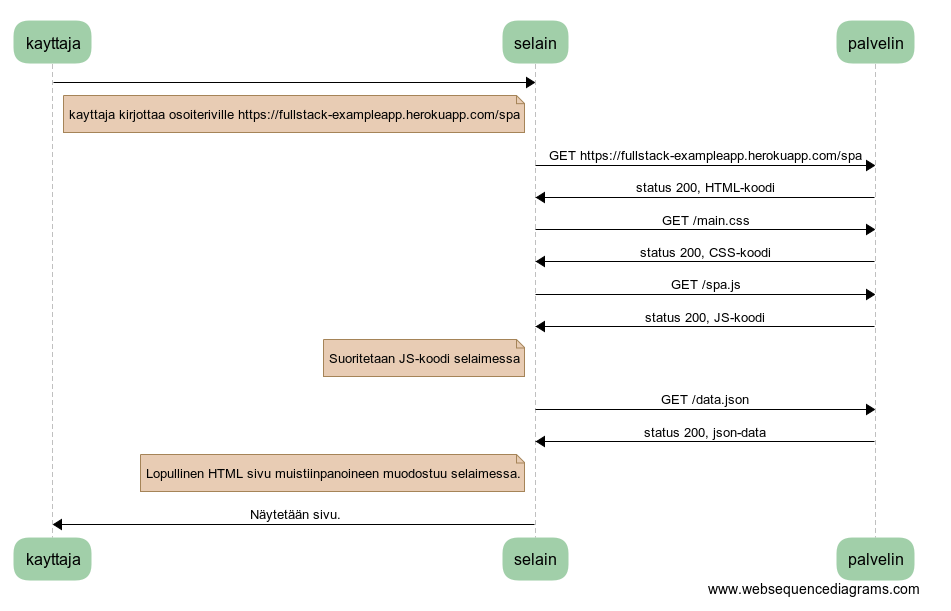 kayttaja
selain
palvelin
kayttaja kirjottaa osoiteriville https://fullstack-exampleapp.herokuapp.com/spa
GET https://fullstack-exampleapp.herokuapp.com/spa
status 200, HTML-koodi
GET /main.css
status 200, CSS-koodi
GET /spa.js
status 200, JS-koodi
Suoritetaan JS-koodi selaimessa
GET /data.json
status 200, json-data
Lopullinen HTML sivu muistiinpanoineen muodostuu selaimessa.
Näytetään sivu.
kayttaja
selain
palvelin
www.websequencediagrams.com